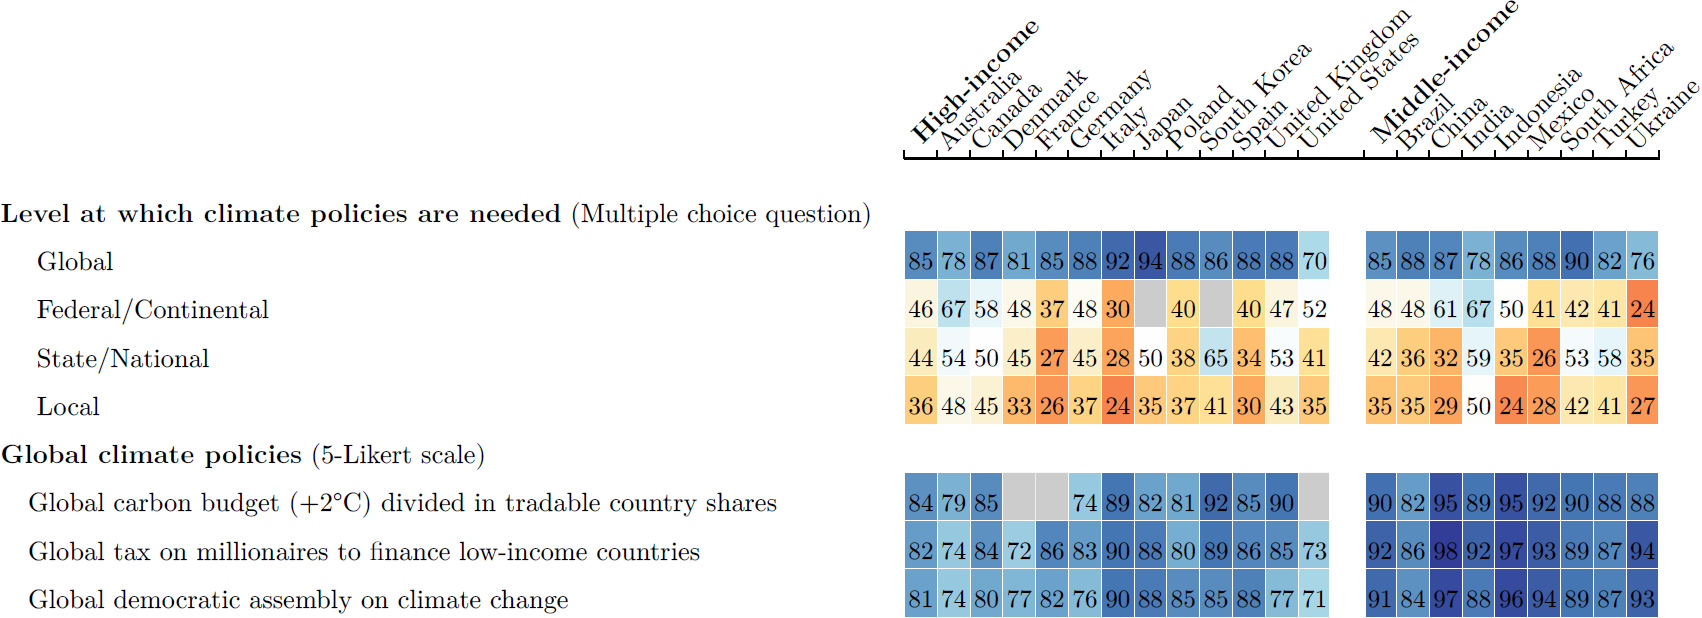 High-income
Australia
Canada
Denmark
France
Germany
Italy
Japan
Poland
South Korea
Spain
United Kingdom
United States
Middle-income
Brazil
China
India
Indonesia
Mexico
South Africa
Turkey
Ukraine
Level at which climate policies are needed (Multiple choice question)
Global 85 78 87 81 85 88 92 94 88 86 88 88 70 85 88 87 78 86 88 90 82 76
Federal/Continental 46 67 58 48 37 48 30 40 40 47 52 48 48 61 67 50 41 42 41 24
State/National 44 54 50 45 27 45 28 50 38 65 34 53 41 42 36 32 59 35 26 53 58 35
Local 36 48 45 33 26 37 24 35 37 41 30 43 35 35 35 29 50 24 28 42 41 27
Global climate policies (5-Likert scale)
Global carbon budget (+2°C) divided in tradable country shares 84 79 85 74 89 82 81 92 85 90 90 82 95 89 95 92 90 88 88
Global tax on millionaires to finance low-income countries 82 74 84 72 86 83 90 88 80 89 86 85 73 92 86 98 92 97 93 89 87 94
Global democratic assembly on climate change 81 74 80 77 82 76 90 88 85 85 88 77 71 91 84 97 88 96 94 89 87 93